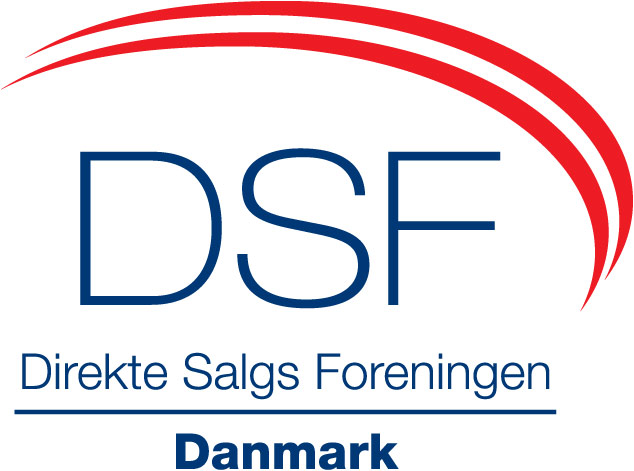 DSF
Direkte Salgs Foreningen
Danmark